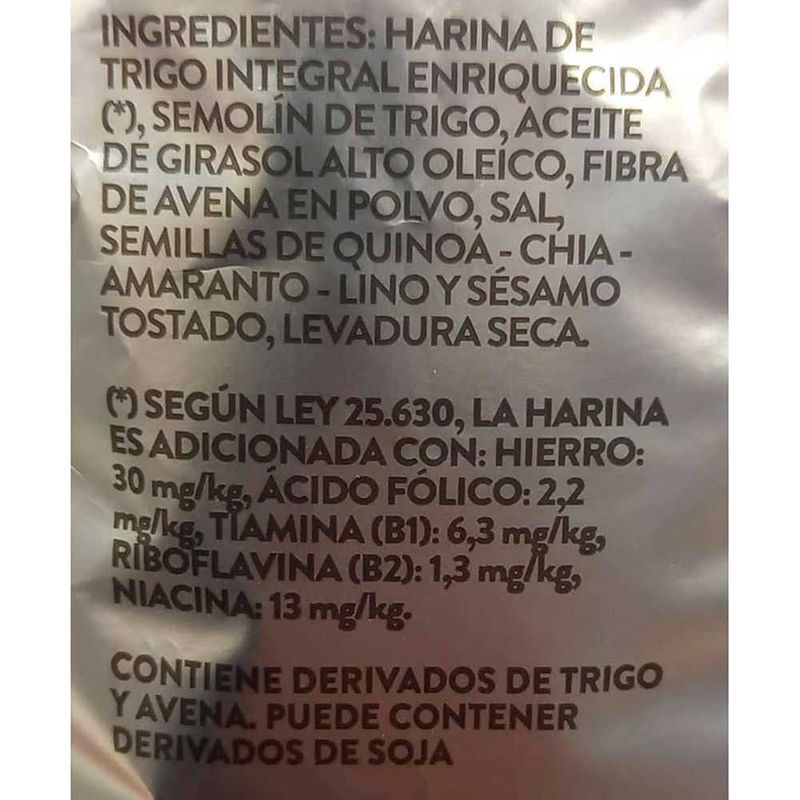 INGREDIENTES: HARINA DE
TRIGO INTEGRAL ENRIQUECIDA
(*), SEMOLÍN DE TRIGO, ACEITE
DE GIRASOL ALTO OLEICO, FIBRA
DE AVENA EN POLVO, SAL,
SEMILLAS DE QUINOA - CHIA -
AMARANTO - LINO Y SÉSAMO
TOSTADO, LEVADURA SECA.
(*) SEGÚN LEY 25.630, LA HARINA
ES ADICIONADA CON: HIERRO:
30 mg/kg, ÁCIDO FÓLICO: 2,2
mg/kg, TIAMINA (B1): 6,3 mg/kg,
RIBOFLAVINA (B2): 1,3 mg/kg,
NIACINA: 13 mg/kg.
CONTIENE DERIVADOS DE TRIGO
Y AVENA. PUEDE CONTENER
DERIVADOS DE SOJA